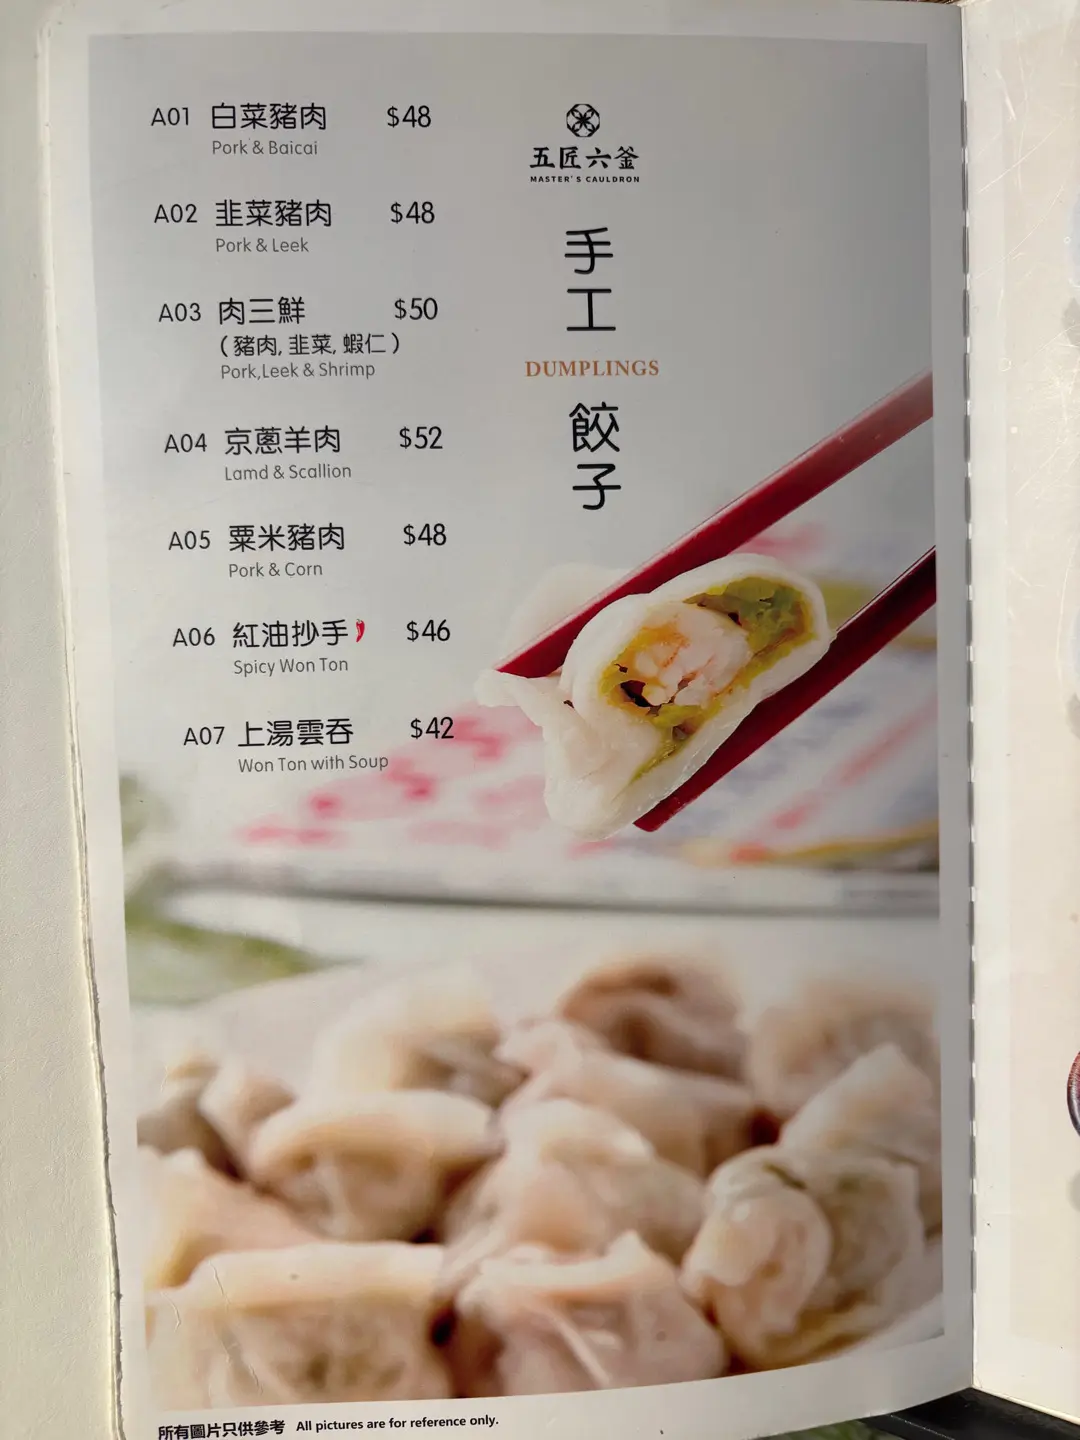 A01 白菜豬肉 $48
Pork & Baicai
A02 韭菜豬肉 $48
Pork & Leek
A03 肉三鮮 $50
(豬肉, 韭菜, 蝦仁)
Pork,Leek & Shrimp
A04 京蔥羊肉 $52
Lamd & Scallion
A05 粟米豬肉 $48
Pork & Corn
A06 紅油抄手 $46
Spicy Won Ton
A07 上湯雲吞 $42
Won Ton with Soup
五匠六釜
MASTER'S CAULDRON
手工
DUMPLINGS
餃子
所有圖片只供參考 All pictures are for reference only.